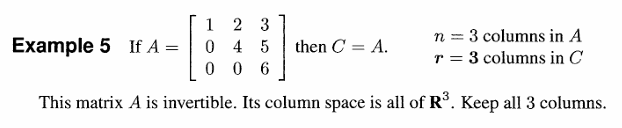 Example 5 If A = [ 1 2 3 ; 0 4 5 ; 0 0 6 ] then C = A. n = 3 columns in A
r = 3 columns in C
This matrix A is invertible. Its column space is all of R³. Keep all 3 columns.